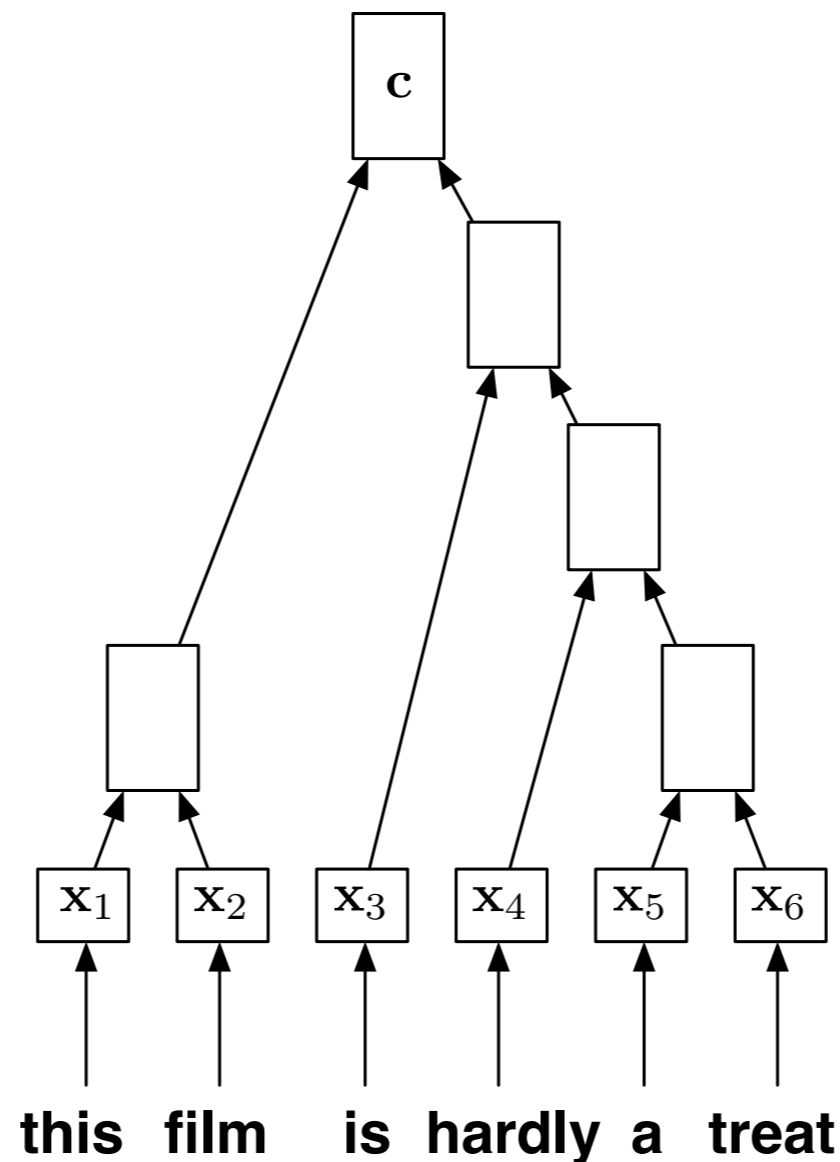 c
x₁ x₂ x₃ x₄ x₅ x₆
this film is hardly a treat